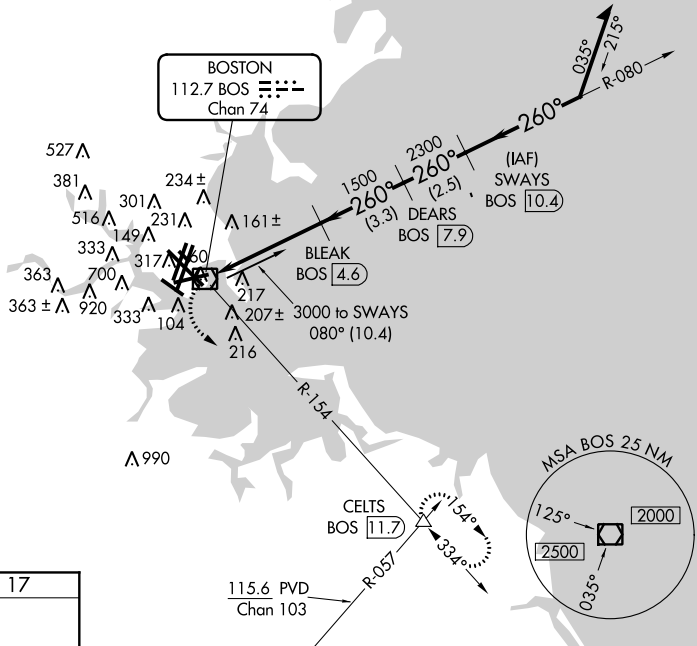 BOSTON
112.7 BOS
Chan 74
035°
215°
R-080
260°
(IAF)
SWAYS
BOS 10.4
2300
260°
(2.5)
DEARS
BOS 7.9
1500
260°
(3.3)
BLEAK
BOS 4.6
3000 to SWAYS
080° (10.4)
527
381
516
301
234 ±
231
161 ±
149
333
317
60
363
700
217
363 ±
920
333
104
207 ±
216
990
R-154
CELTS
BOS 11.7
154°
334°
R-057
115.6 PVD
Chan 103
MSA BOS 25 NM
125°
2000
2500
035°
17